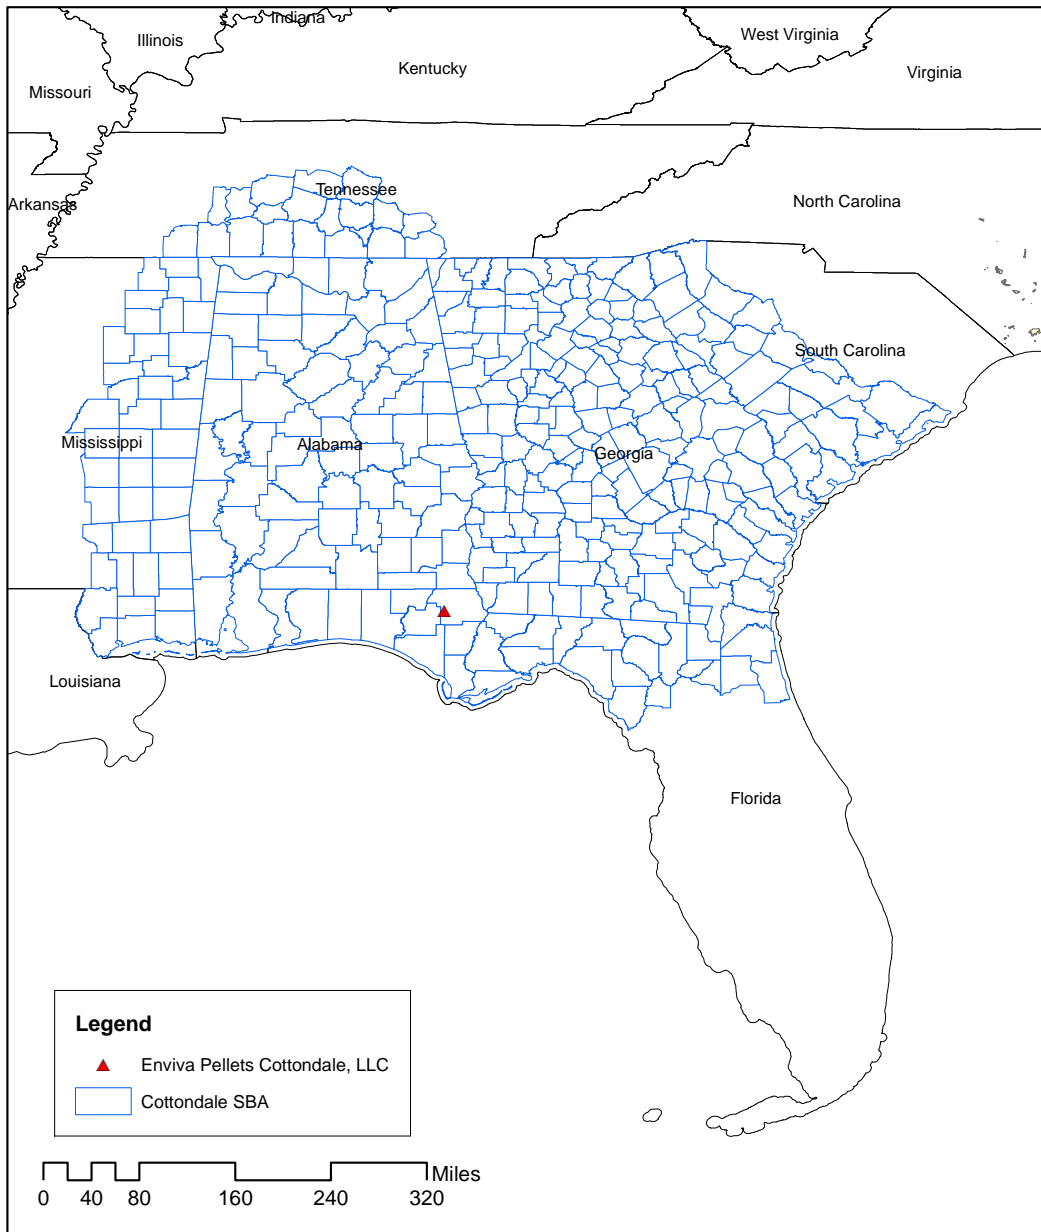 Indiana
Illinois
West Virginia
Kentucky
Virginia
Missouri
Tennessee
North Carolina
Arkansas
South Carolina
Mississippi
Alabama
Georgia
Louisiana
Florida
Legend
Enviva Pellets Cottondale, LLC
Cottondale SBA
Miles
0 40 80 160 240 320